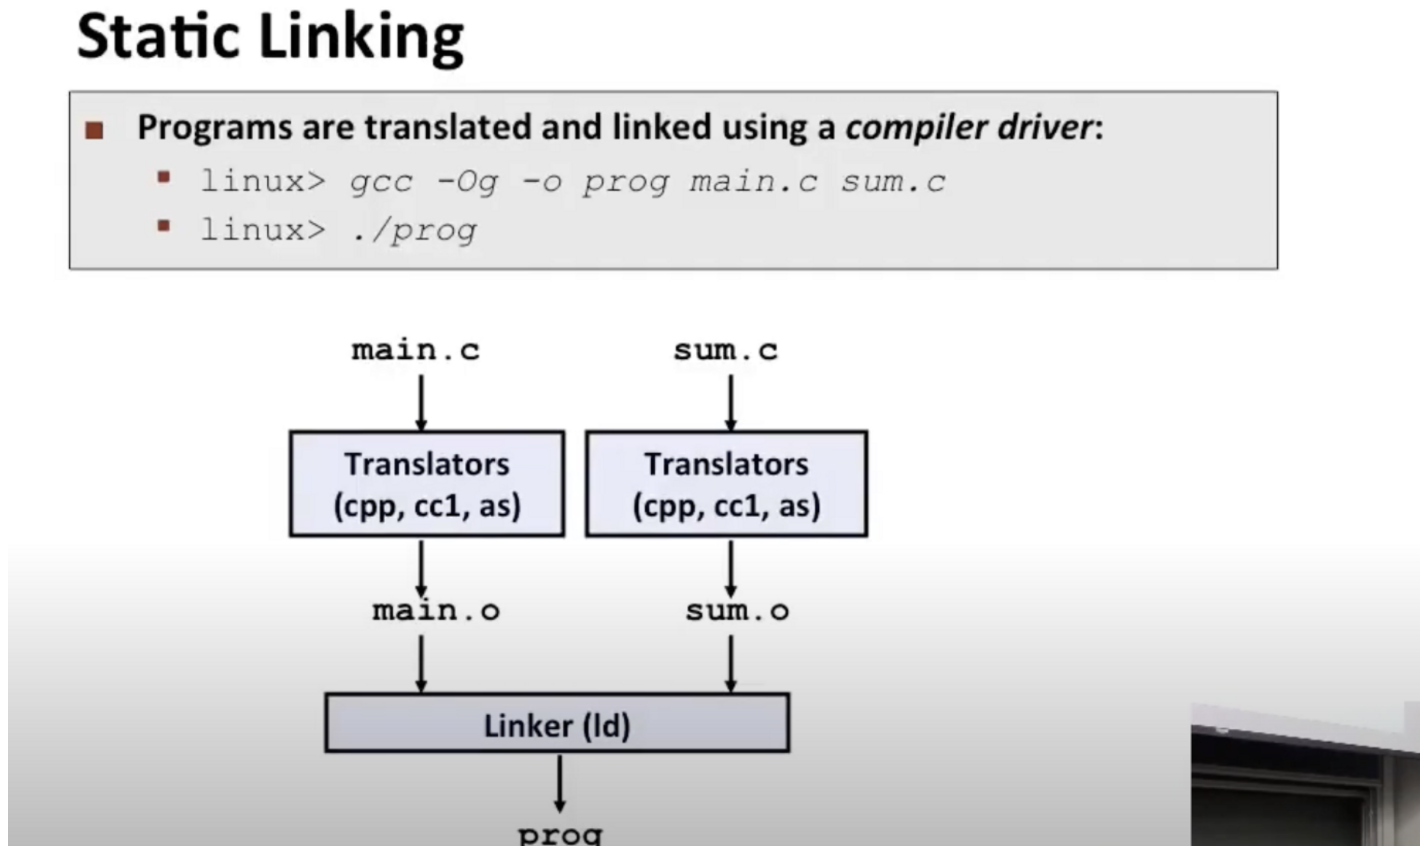 Static Linking
Programs are translated and linked using a compiler driver:
linux> gcc -Og -o prog main.c sum.c
linux> ./prog
main.c
sum.c
Translators
(cpp, cc1, as)
Translators
(cpp, cc1, as)
main.o
sum.o
Linker (ld)
prog